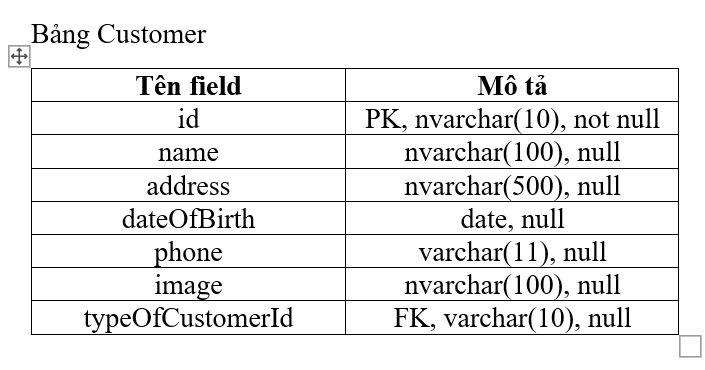 Bảng Customer
Tên field Mô tả
id PK, nvarchar(10), not null
name nvarchar(100), null
address nvarchar(500), null
dateOfBirth date, null
phone varchar(11), null
image nvarchar(100), null
typeOfCustomerId FK, varchar(10), null